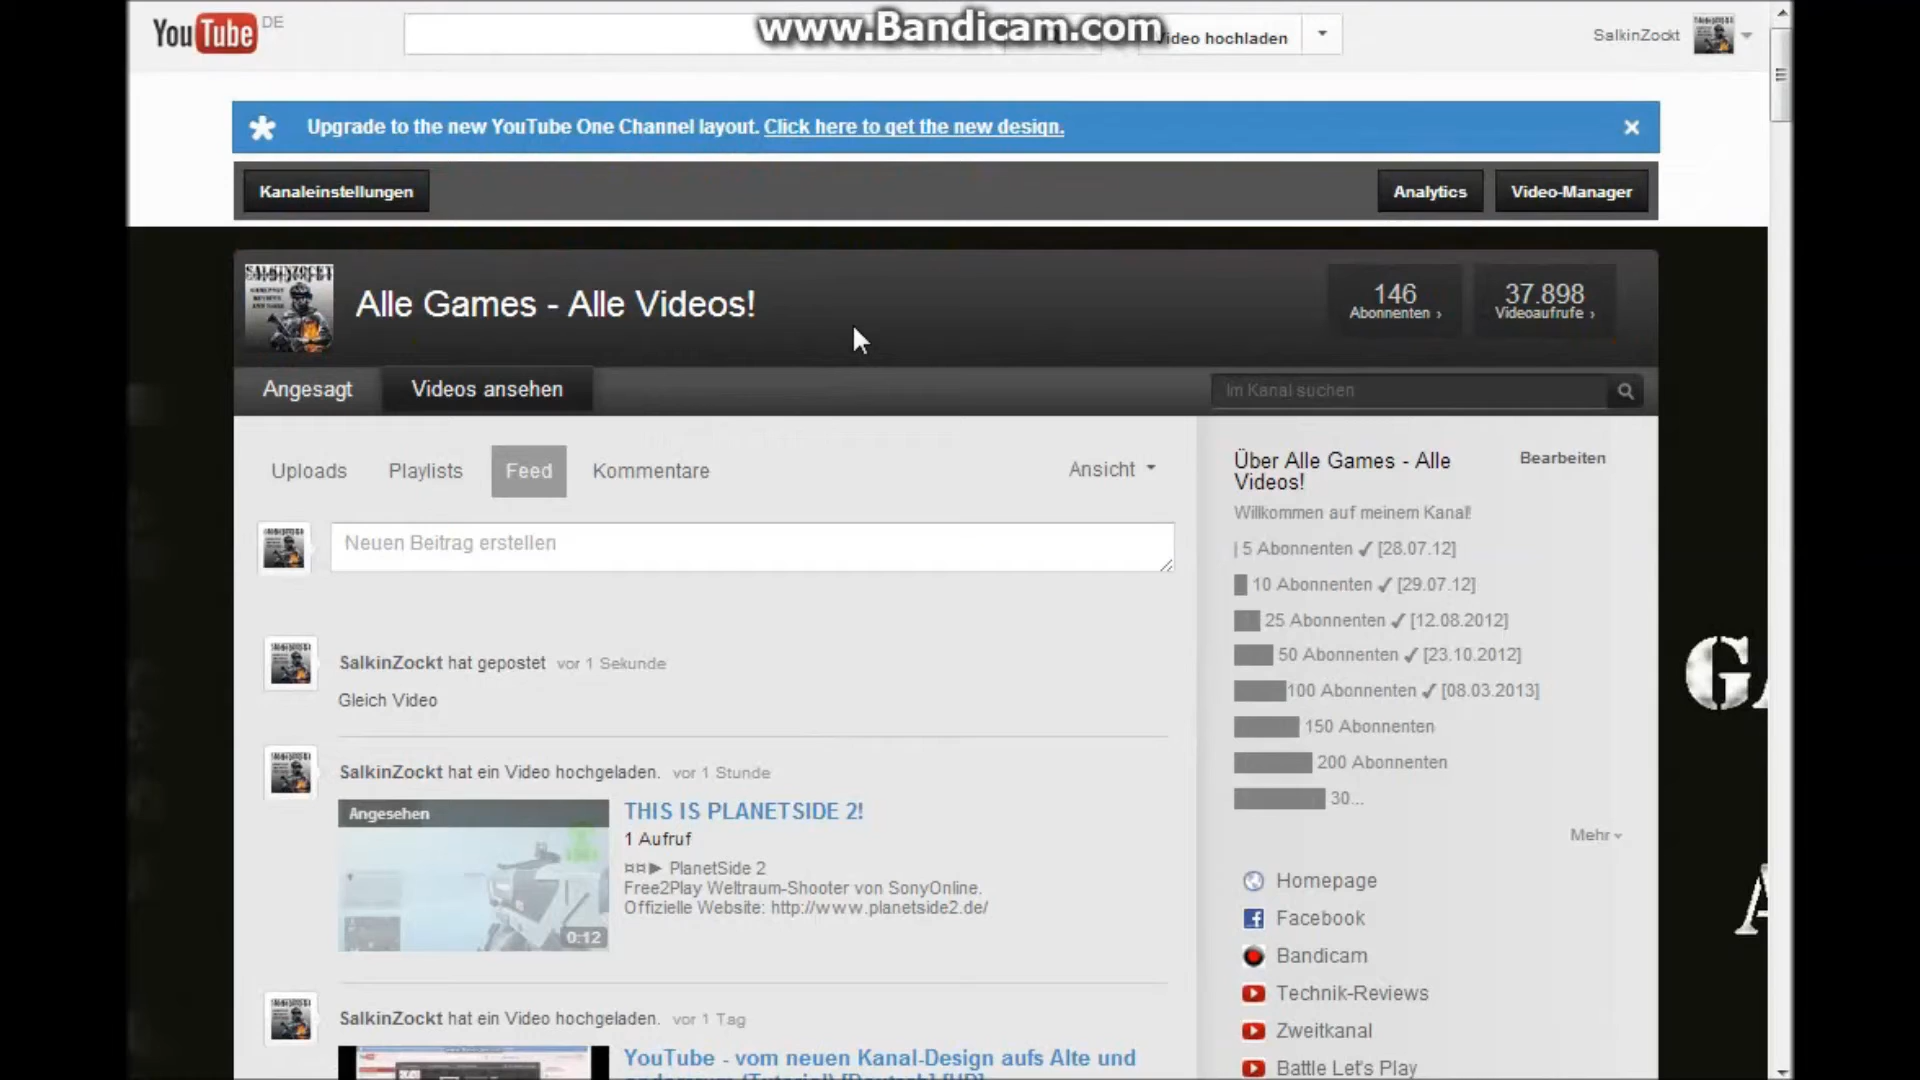 YouTube DE
www.Bandicam.com
Video hochladen
SalkinZockt
Upgrade to the new YouTube One Channel layout. Click here to get the new design.
Kanaleinstellungen
Analytics
Video-Manager
SALKINZOCKT
Alle Games - Alle Videos!
146
Abonnenten ›
37.898
Videoaufrufe ›
Angesagt
Videos ansehen
Im Kanal suchen
Uploads
Playlists
Feed
Kommentare
Ansicht
Neuen Beitrag erstellen
SalkinZockt hat gepostet vor 1 Sekunde
Gleich Video
SalkinZockt hat ein Video hochgeladen. vor 1 Stunde
Angesehen
0:12
THIS IS PLANETSIDE 2!
1 Aufruf
¤¤► PlanetSide 2
Free2Play Weltraum-Shooter von SonyOnline.
Offizielle Website: http://www.planetside2.de/
SalkinZockt hat ein Video hochgeladen. vor 1 Tag
YouTube - vom neuen Kanal-Design aufs Alte und
Über Alle Games - Alle
Videos!
Bearbeiten
Willkommen auf meinem Kanal!
| 5 Abonnenten ✓ [28.07.12]
10 Abonnenten ✓ [29.07.12]
25 Abonnenten ✓ [12.08.2012]
50 Abonnenten ✓ [23.10.2012]
100 Abonnenten ✓ [08.03.2013]
150 Abonnenten
200 Abonnenten
30...
Mehr
Homepage
Facebook
Bandicam
Technik-Reviews
Zweitkanal
Battle Let's Play
G
A